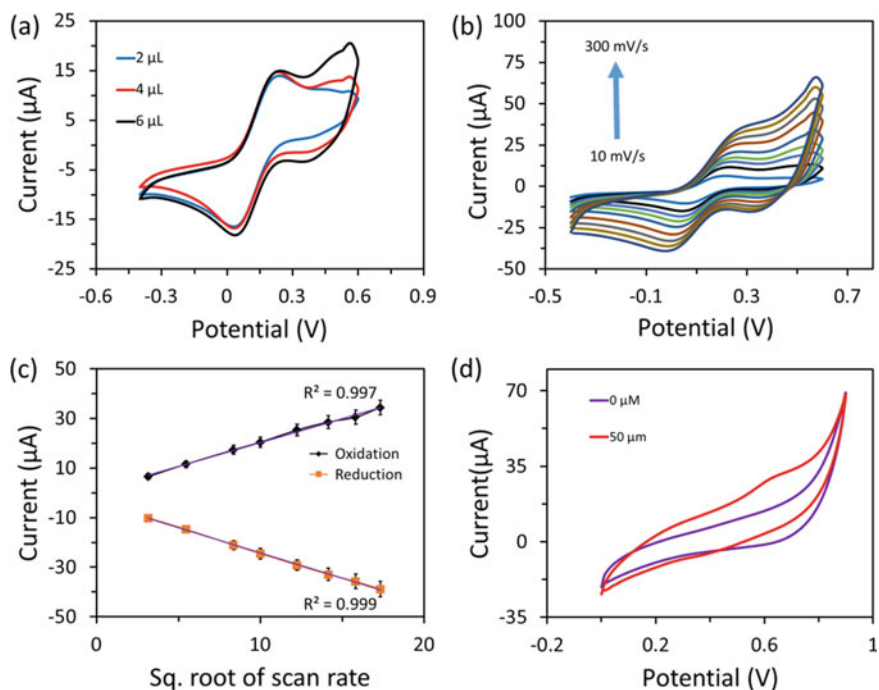 (a)
25
15
5
-5
-15
-25
Current (µA)
2 µL
4 µL
6 µL
-0.6
-0.3
0
0.3
0.6
0.9
Potential (V)
(b)
100
75
50
25
0
-25
-50
Current (µA)
300 mV/s
10 mV/s
-0.5
-0.1
0.3
0.7
Potential (V)
(c)
50
30
10
-10
-30
-50
Current (µA)
R² = 0.997
Oxidation
Reduction
R² = 0.999
0
5
10
15
20
Sq. root of scan rate
(d)
70
35
0
-35
Current(µA)
0 µM
50 µm
-0.2
0.2
0.6
1
Potential (V)